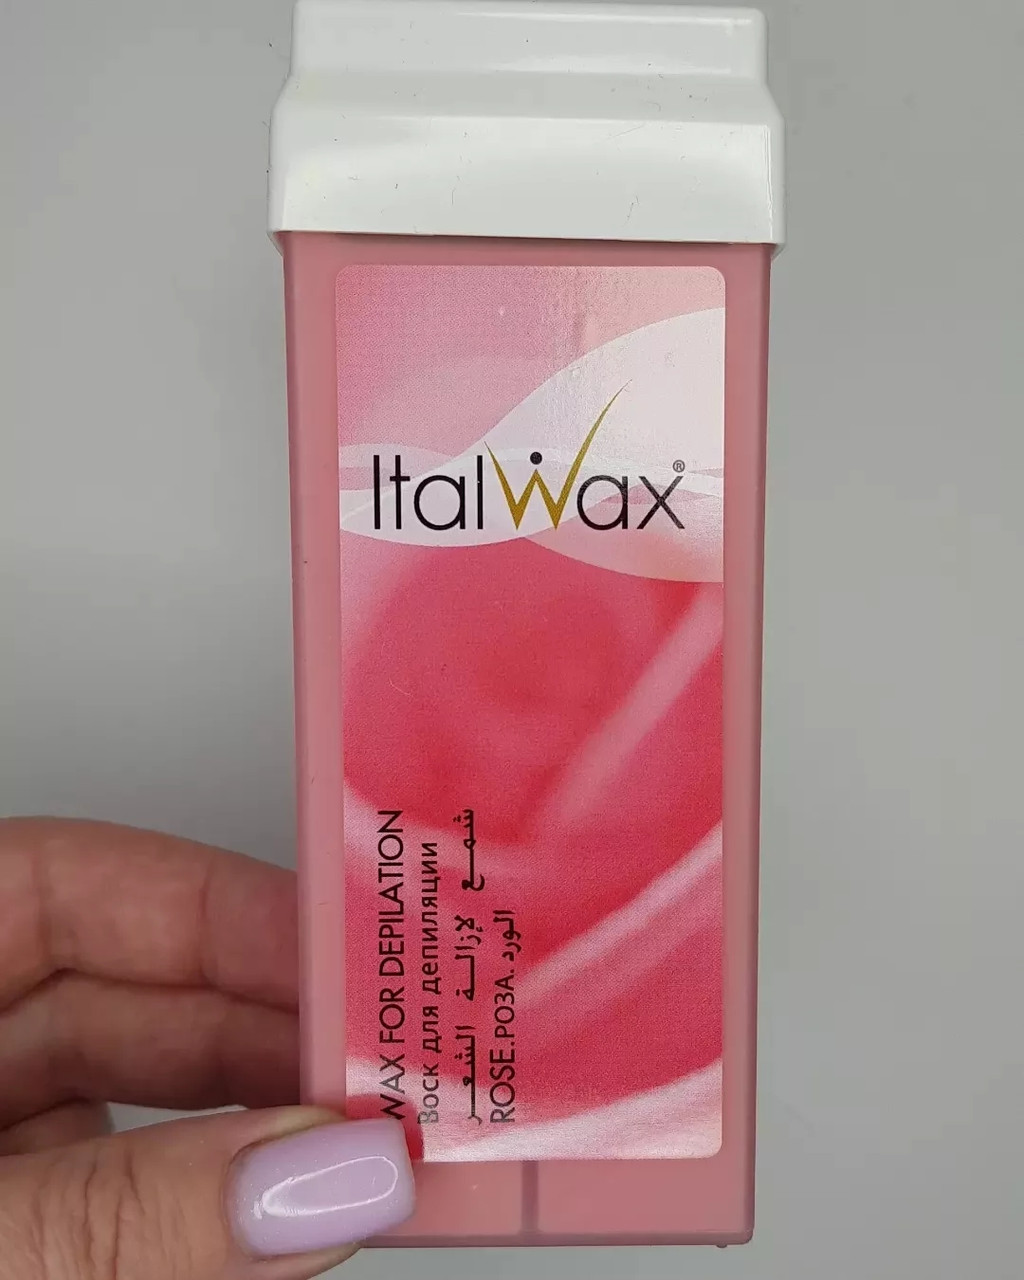 ItalWax®
WAX FOR DEPILATION
Воск для депиляции
شمع لإزالة الشعر
ROSE.РОЗА. الورد